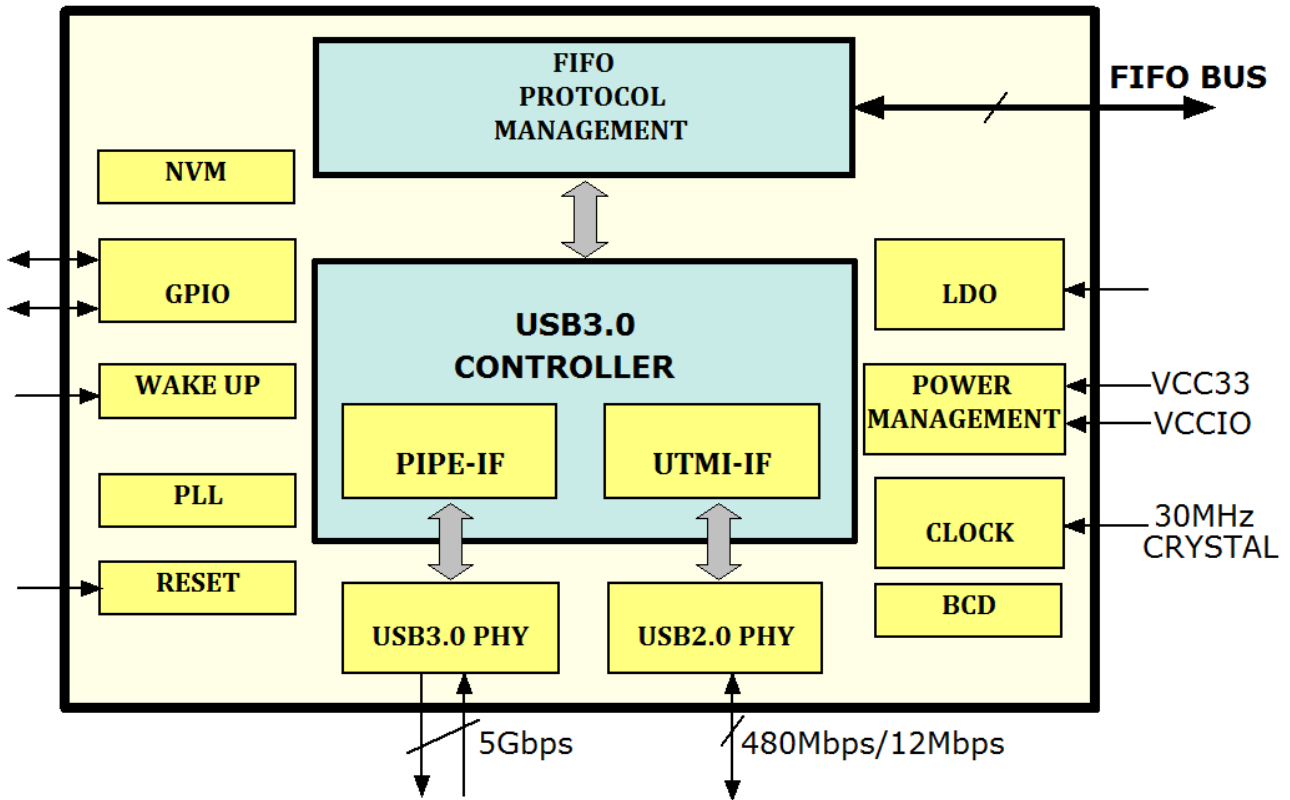 FIFO
PROTOCOL
MANAGEMENT
FIFO BUS
NVM
GPIO
LDO
USB3.0
CONTROLLER
WAKE UP
POWER
MANAGEMENT
VCC33
VCCIO
PIPE-IF
UTMI-IF
PLL
CLOCK
30MHz
CRYSTAL
RESET
BCD
USB3.0 PHY
USB2.0 PHY
5Gbps
480Mbps/12Mbps